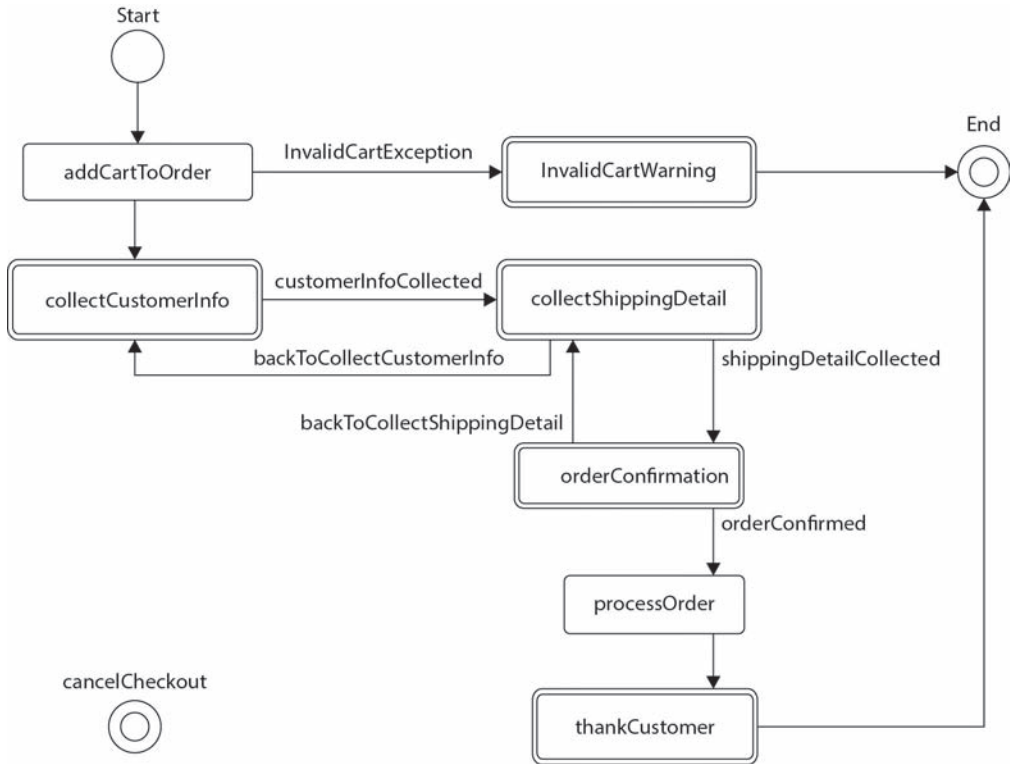 Start
End
InvalidCartException
addCartToOrder
InvalidCartWarning
customerInfoCollected
collectCustomerInfo
collectShippingDetail
backToCollectCustomerInfo
shippingDetailCollected
backToCollectShippingDetail
orderConfirmation
orderConfirmed
processOrder
cancelCheckout
thankCustomer